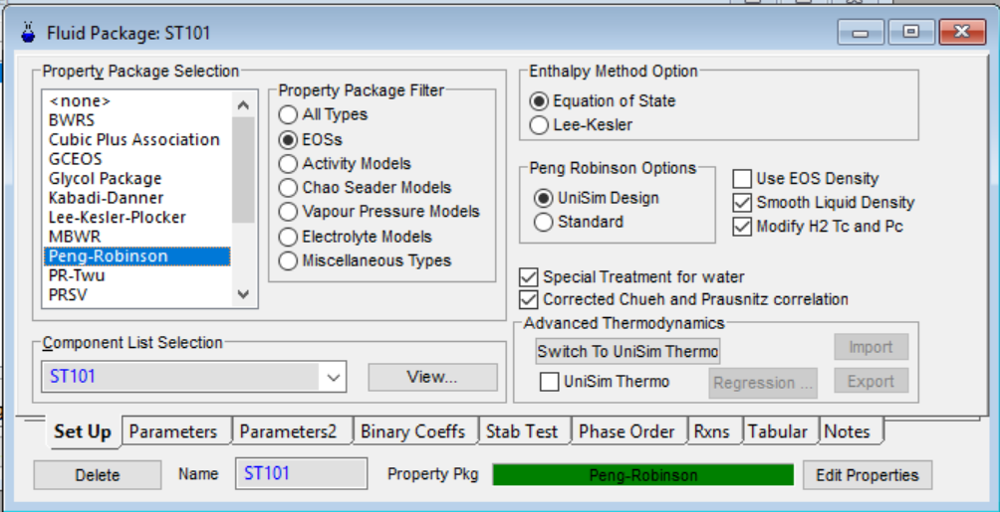 Fluid Package: ST101
Property Package Selection
<none>
BWRS
Cubic Plus Association
GCEOS
Glycol Package
Kabadi-Danner
Lee-Kesler-Plocker
MBWR
Peng-Robinson
PR-Twu
PRSV
Property Package Filter
All Types
EOSs
Activity Models
Chao Seader Models
Vapour Pressure Models
Electrolyte Models
Miscellaneous Types
Component List Selection
ST101
View...
Enthalpy Method Option
Equation of State
Lee-Kesler
Peng Robinson Options
UniSim Design
Standard
Use EOS Density
Smooth Liquid Density
Modify H2 Tc and Pc
Special Treatment for water
Corrected Chueh and Prausnitz correlation
Advanced Thermodynamics
Switch To UniSim Thermo
Import
UniSim Thermo
Regression ...
Export
Set Up Parameters Parameters2 Binary Coeffs Stab Test Phase Order Rxns Tabular Notes
Delete Name ST101 Property Pkg Peng-Robinson Edit Properties